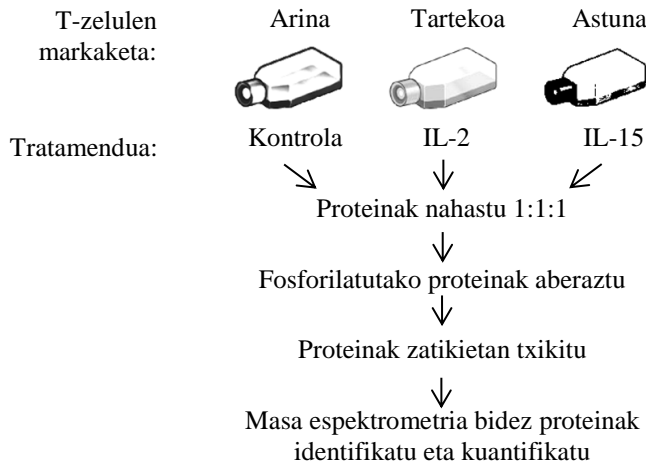 T-zelulen markaketa: Arina Tartekoa Astuna
Tratamendua: Kontrola IL-2 IL-15
Proteinak nahastu 1:1:1
Fosforilatutako proteinak aberaztu
Proteinak zatikietan txikitu
Masa espektrometria bidez proteinak
identifikatu eta kuantifikatu